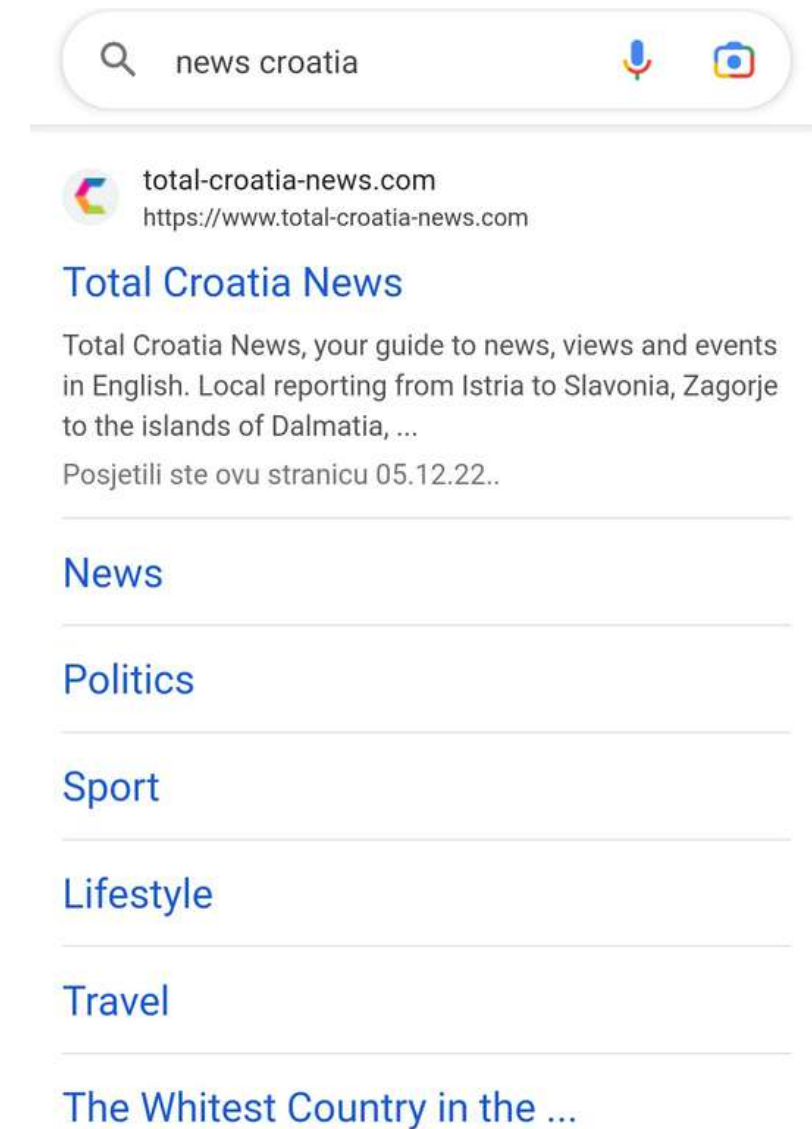 news croatia
total-croatia-news.com
https://www.total-croatia-news.com
Total Croatia News
Total Croatia News, your guide to news, views and events
in English. Local reporting from Istria to Slavonia, Zagorje
to the islands of Dalmatia, ...
Posjetili ste ovu stranicu 05.12.22..
News
Politics
Sport
Lifestyle
Travel
The Whitest Country in the ...